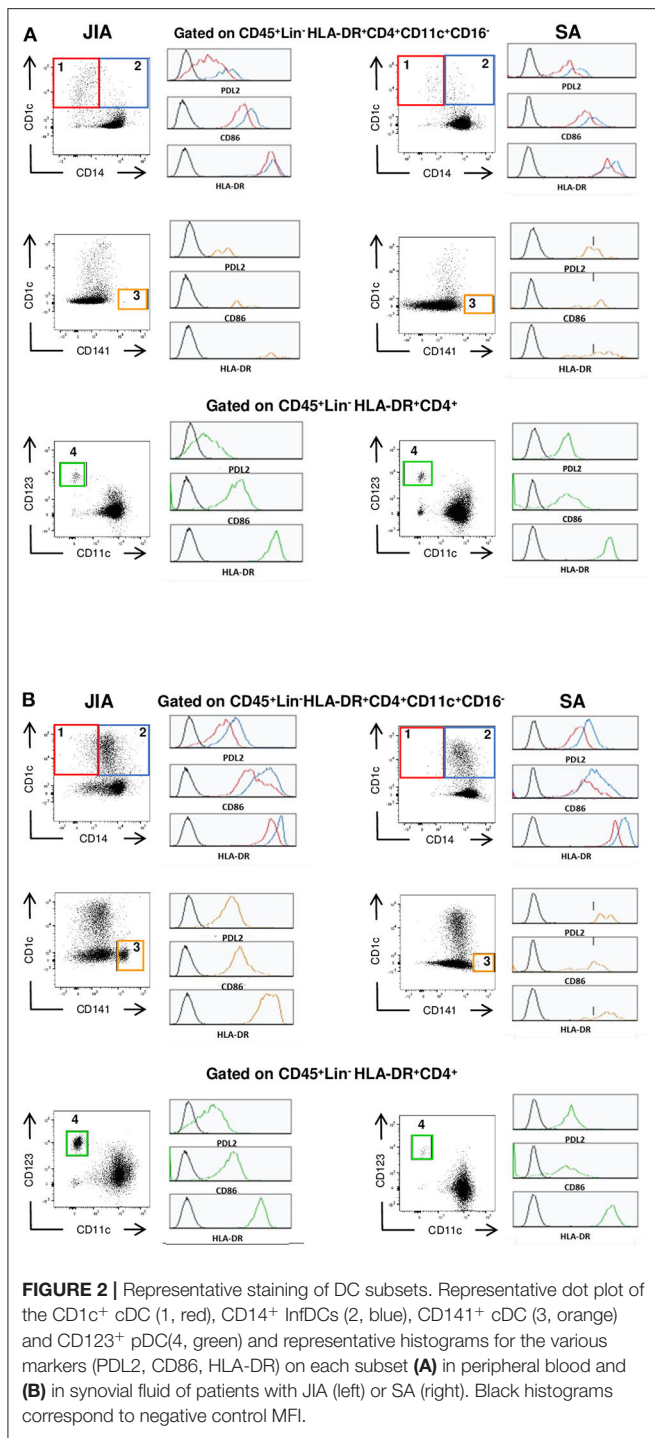 A JIA Gated on CD45⁺Lin⁻HLA-DR⁺CD4⁺CD11c⁺CD16⁻ SA
1 2
CD1c
CD14
PDL2
CD86
HLA-DR
1 2
CD1c
CD14
PDL2
CD86
HLA-DR
3
CD1c
CD141
PDL2
CD86
HLA-DR
3
CD1c
CD141
PDL2
CD86
HLA-DR
Gated on CD45⁺Lin⁻HLA-DR⁺CD4⁺
4
CD123
CD11c
PDL2
CD86
HLA-DR
4
CD123
CD11c
PDL2
CD86
HLA-DR
B JIA Gated on CD45⁺Lin⁻HLA-DR⁺CD4⁺CD11c⁺CD16⁻ SA
1 2
CD1c
CD14
PDL2
CD86
HLA-DR
1 2
CD1c
CD14
PDL2
CD86
HLA-DR
3
CD1c
CD141
PDL2
CD86
HLA-DR
3
CD1c
CD141
PDL2
CD86
HLA-DR
Gated on CD45⁺Lin⁻HLA-DR⁺CD4⁺
4
CD123
CD11c
PDL2
CD86
HLA-DR
4
CD123
CD11c
PDL2
CD86
HLA-DR
FIGURE 2 | Representative staining of DC subsets. Representative dot plot of
the CD1c⁺ cDC (1, red), CD14⁺ InfDCs (2, blue), CD141⁺ cDC (3, orange)
and CD123⁺ pDC(4, green) and representative histograms for the various
markers (PDL2, CD86, HLA-DR) on each subset (A) in peripheral blood and
(B) in synovial fluid of patients with JIA (left) or SA (right). Black histograms
correspond to negative control MFI.